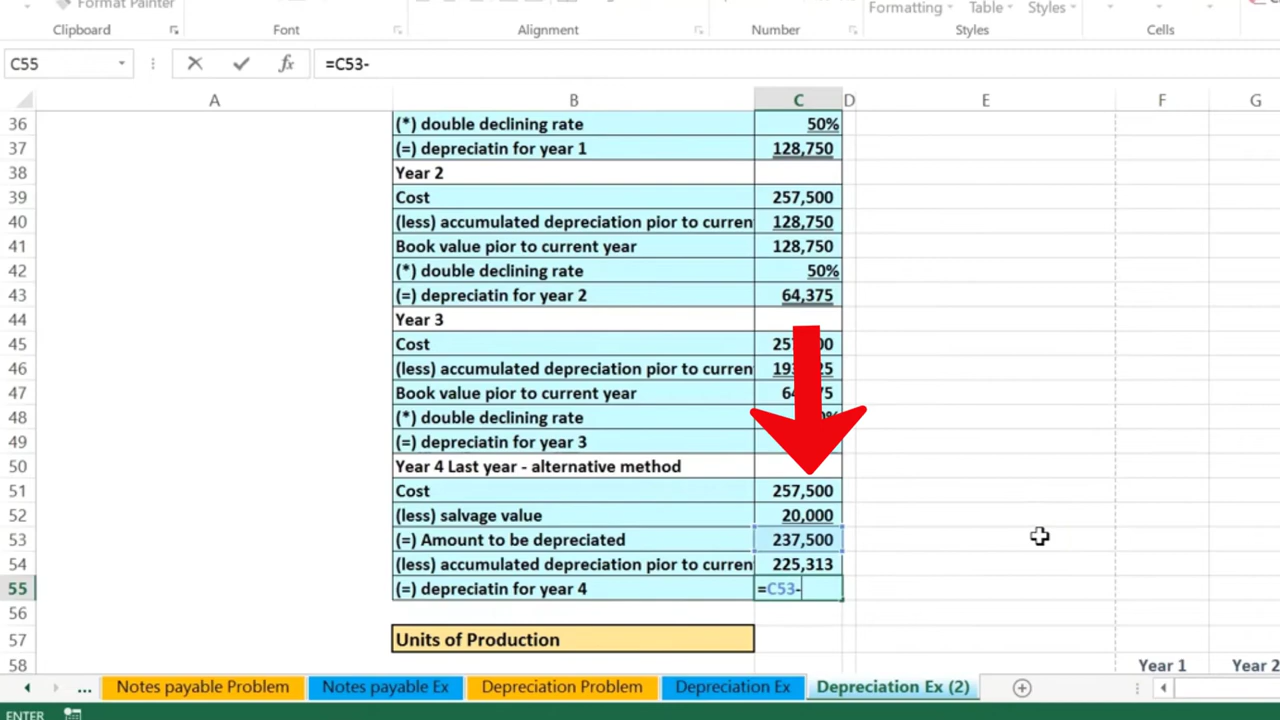 Format Painter
Formatting Table Styles
Clipboard Font Alignment Number Styles Cells
C55 fx =C53-
A B C D E F G
36 (*) double declining rate 50%
37 (=) depreciatin for year 1 128,750
38 Year 2
39 Cost 257,500
40 (less) accumulated depreciation pior to curren 128,750
41 Book value pior to current year 128,750
42 (*) double declining rate 50%
43 (=) depreciatin for year 2 64,375
44 Year 3
45 Cost
46 (less) accumulated depreciation pior to curren
47 Book value pior to current year
48 (*) double declining rate
49 (=) depreciatin for year 3
50 Year 4 Last year - alternative method
51 Cost 257,500
52 (less) salvage value 20,000
53 (=) Amount to be depreciated 237,500
54 (less) accumulated depreciation pior to curren 225,313
55 (=) depreciatin for year 4 =C53-
56
57 Units of Production
58 Year 1 Year 2
... Notes payable Problem Notes payable Ex Depreciation Problem Depreciation Ex Depreciation Ex (2)
ENTER